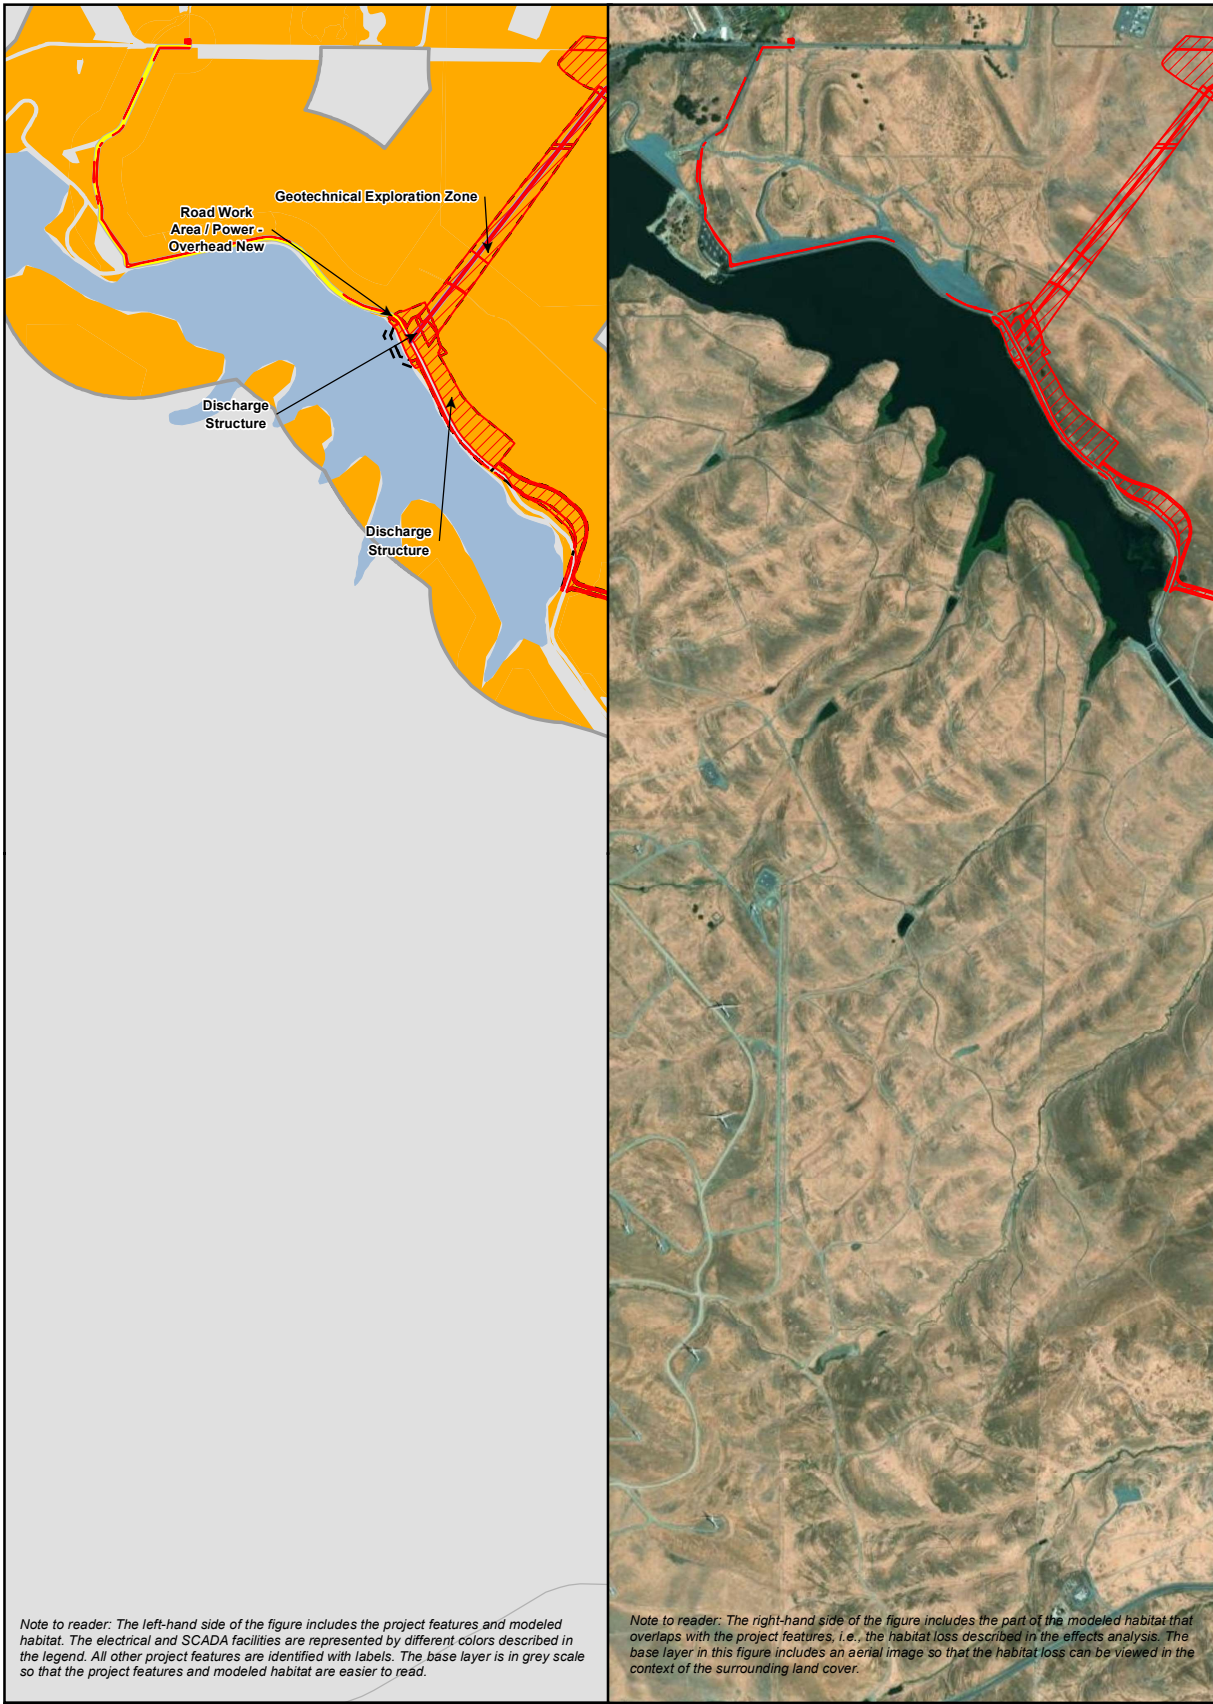 Geotechnical Exploration Zone
Road Work
Area / Power -
Overhead New
Discharge
Structure
Discharge
Structure
Note to reader: The left-hand side of the figure includes the project features and modeled
habitat. The electrical and SCADA facilities are represented by different colors described in
the legend. All other project features are identified with labels. The base layer is in grey scale
so that the project features and modeled habitat are easier to read.
Note to reader: The right-hand side of the figure includes the part of the modeled habitat that
overlaps with the project features, i.e., the habitat loss described in the effects analysis. The
base layer in this figure includes an aerial image so that the habitat loss can be viewed in the
context of the surrounding land cover.